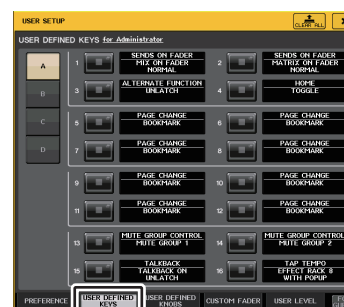 USER SETUP
CLEAR ALL
USER DEFINED KEYS for Administrator
A
B
C
D
1
SENDS ON FADER
MIX ON FADER
NORMAL
2
SENDS ON FADER
MATRIX ON FADER
NORMAL
3
ALTERNATE FUNCTION
UNLATCH
4
HOME
TOGGLE
5
PAGE CHANGE
BOOKMARK
6
PAGE CHANGE
BOOKMARK
7
PAGE CHANGE
BOOKMARK
8
PAGE CHANGE
BOOKMARK
9
PAGE CHANGE
BOOKMARK
10
PAGE CHANGE
BOOKMARK
11
PAGE CHANGE
BOOKMARK
12
PAGE CHANGE
BOOKMARK
13
MUTE GROUP CONTROL
MUTE GROUP 1
14
MUTE GROUP CONTROL
MUTE GROUP 2
15
TALKBACK
TALKBACK ON
UNLATCH
16
TAP TEMPO
EFFECT RACK 8
WITH POPUP
PREFERENCE
USER DEFINED
KEYS
USER DEFINED
KNOBS
CUSTOM FADER
USER LEVEL